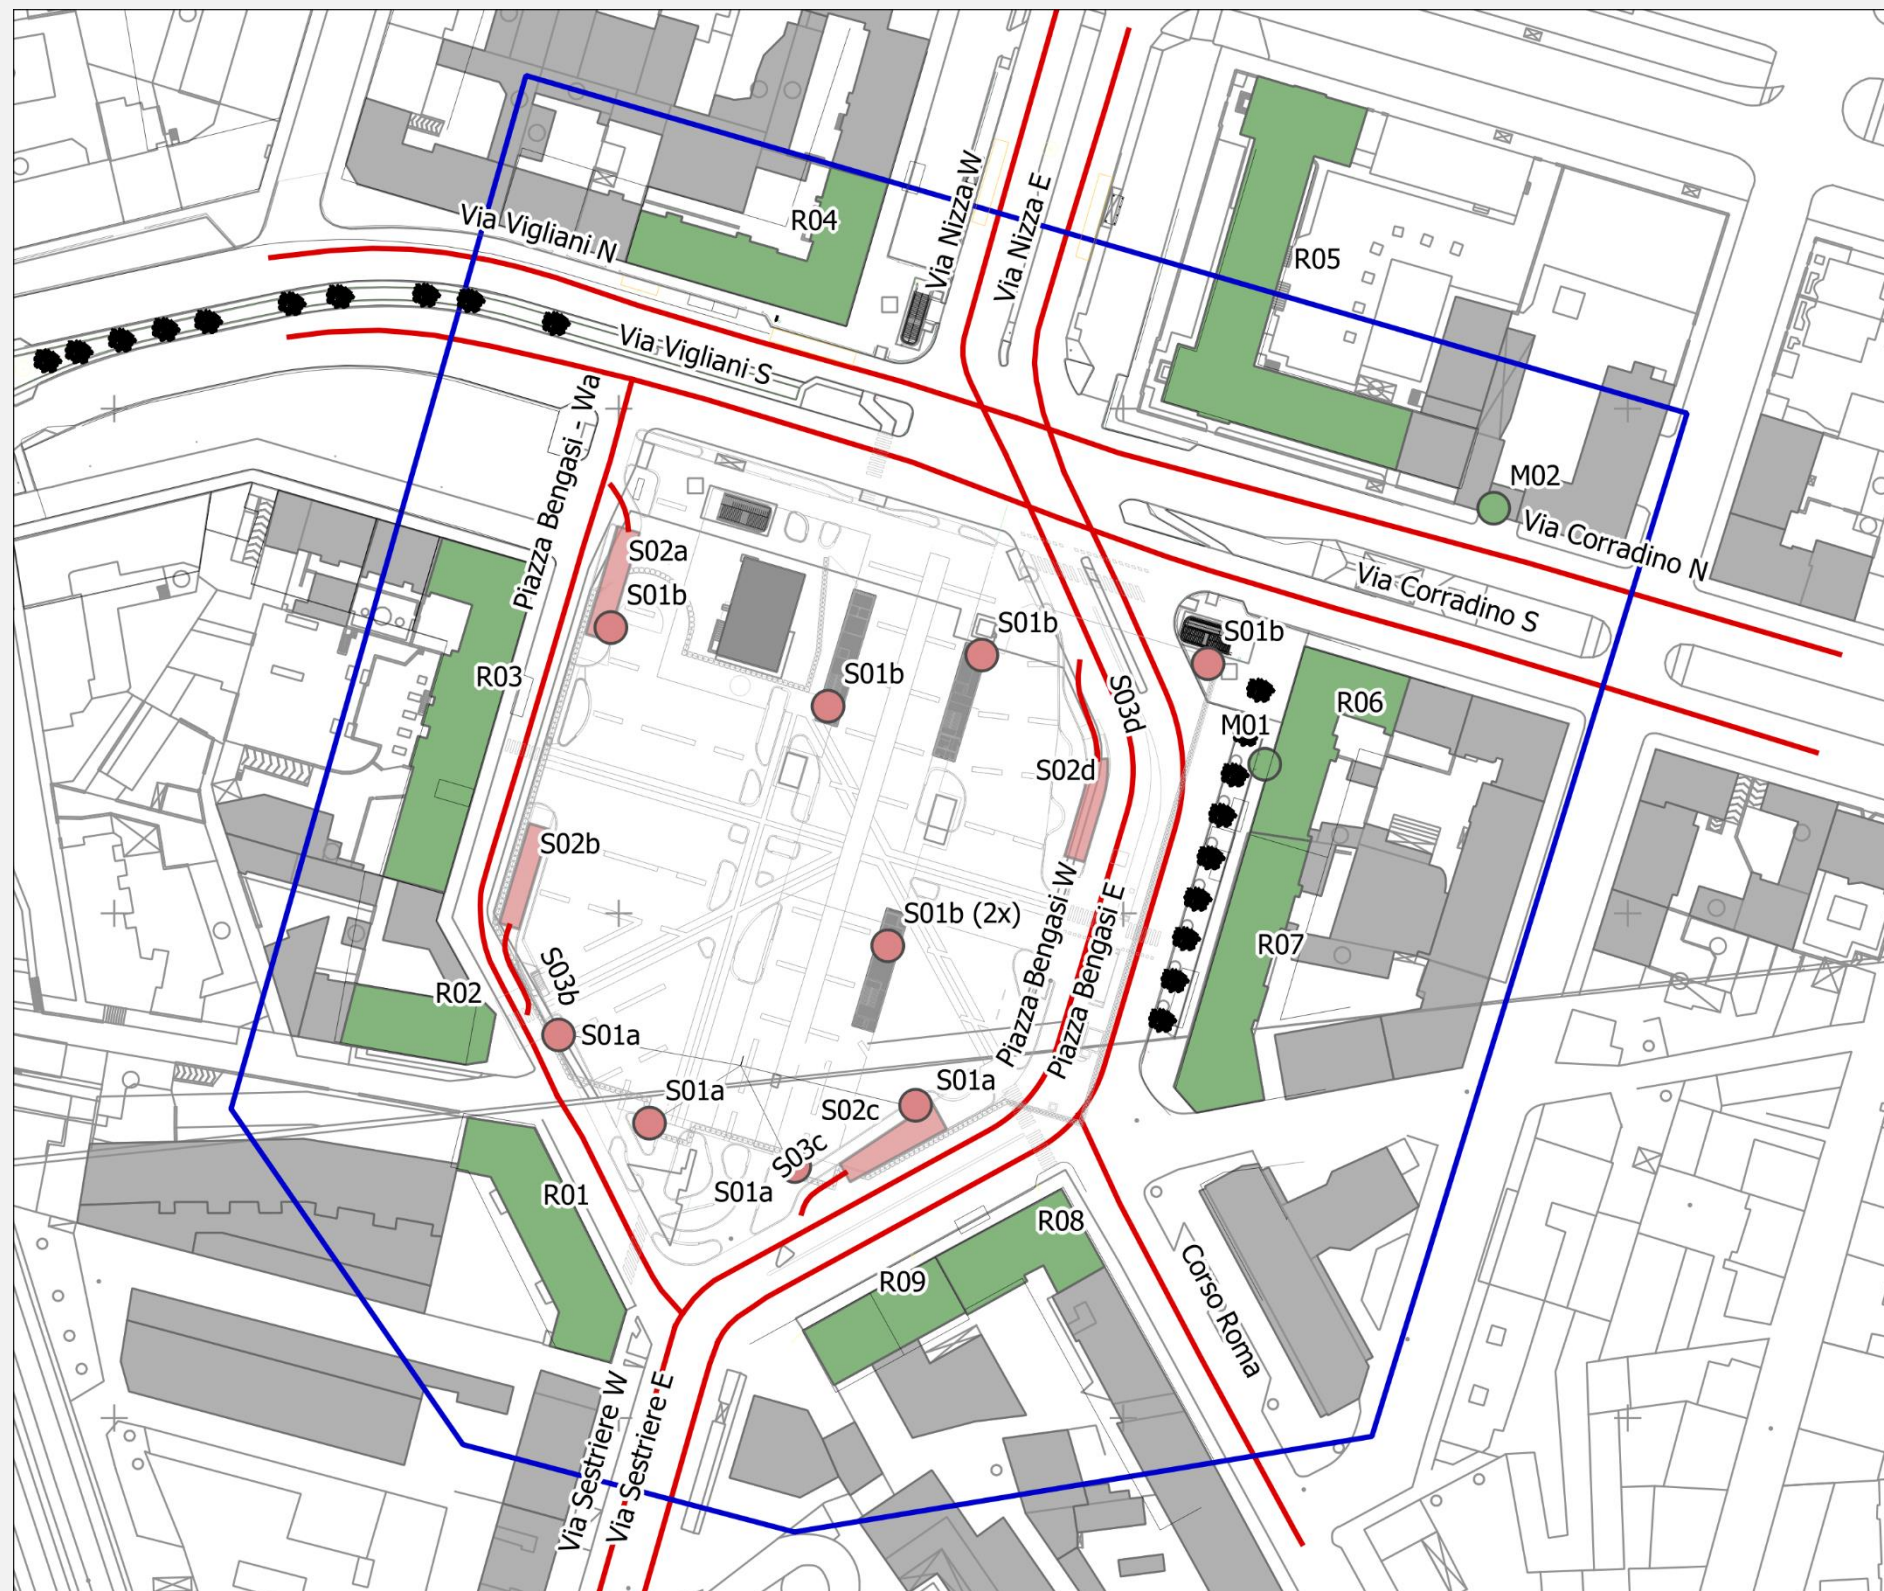 Via Nizza W
Via Nizza E
R04
Via Vigliani N
R05
Via Vigliani S
Piazza Bengasi - Wa
M02
Via Corradino N
S02a
Via Corradino S
S01b
S01b
S01b
S01b
R03
R06
S03d
M01
S02d
S02b
Piazza Bengasi W
Piazza Bengasi E
S01b (2x)
R07
S03b
R02
S01a
S01a
S01a
S02c
S03c
S01a
R01
R08
R09
Corso Roma
Via Sestriere W
Via Sestriere E